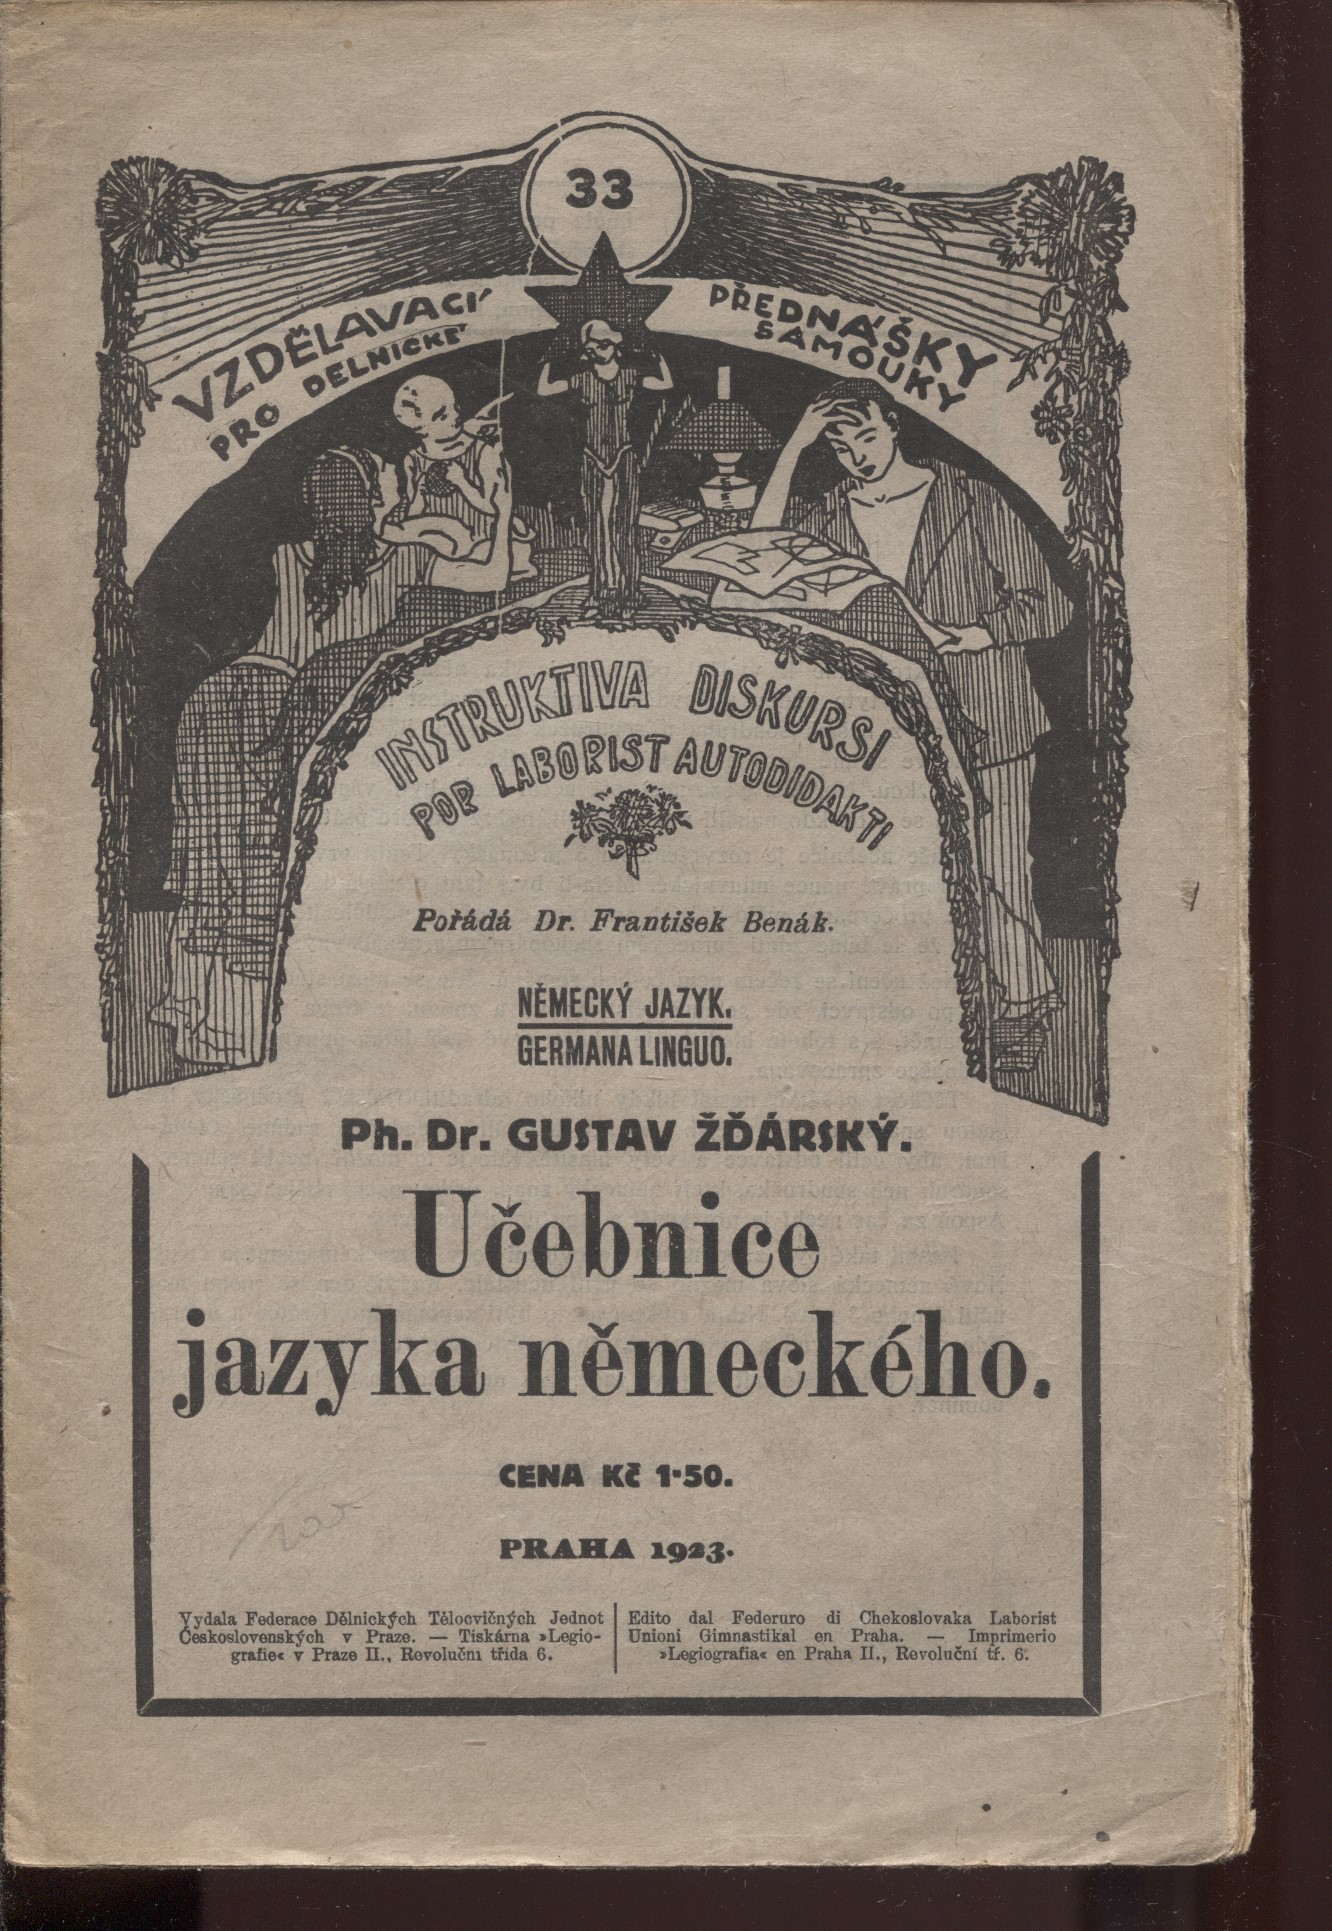 33
VZDĚLAVACÍ PŘEDNÁŠKY
PRO DELNICKÉ SAMOUKY
INSTRUKTIVA DISKURSI
POR LABORIST AUTODIDAKTI
Pořádá Dr. František Benák.
NĚMECKÝ JAZYK.
GERMANA LINGUO.
Ph. Dr. GUSTAV ŽĎÁRSKÝ.
Učebnice
jazyka německého.
CENA Kč 1·50.
PRAHA 1923.
Vydala Federace Dělnických Tělocvičných Jednot
Československých v Praze. — Tiskárna »Legio-
grafie« v Praze II., Revoluční třída 6.
Edito dal Federuro di Chekoslovaka Laborist
Unioni Gimnastikal en Praha. — Imprimerio
»Legiografia« en Praha II., Revoluční tř. 6.